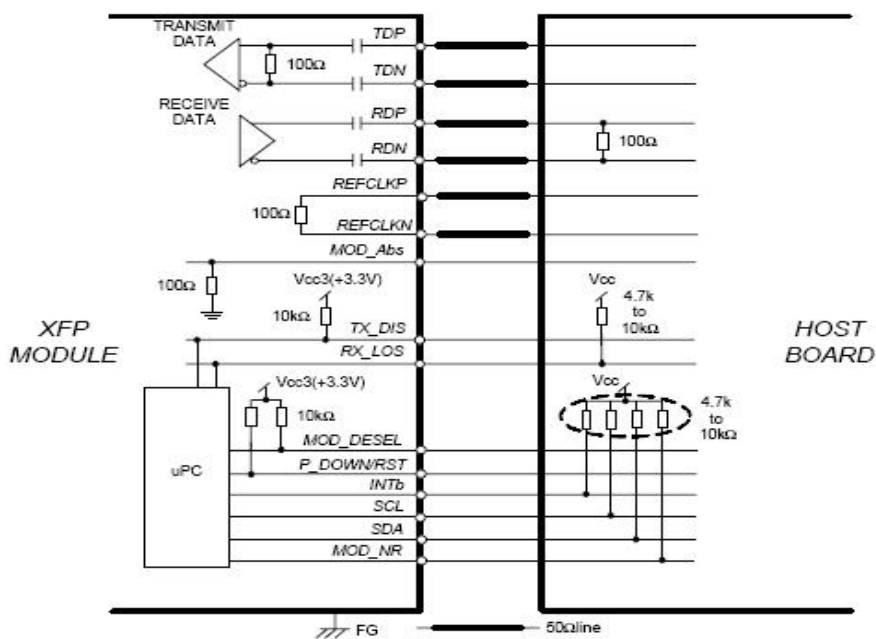 TRANSMIT
DATA
TDP
100Ω
TDN
RECEIVE
DATA
RDP
RDN
100Ω
REFCLKP
100Ω
REFCLKN
MOD_Abs
100Ω
Vcc3(+3.3V)
10kΩ
TX_DIS
RX_LOS
Vcc
4.7k
to
10kΩ
XFP
MODULE
HOST
BOARD
Vcc3(+3.3V)
10kΩ
Vcc
4.7k
to
10kΩ
MOD_DESEL
P_DOWN/RST
uPC
INTb
SCL
SDA
MOD_NR
FG
50Ωline